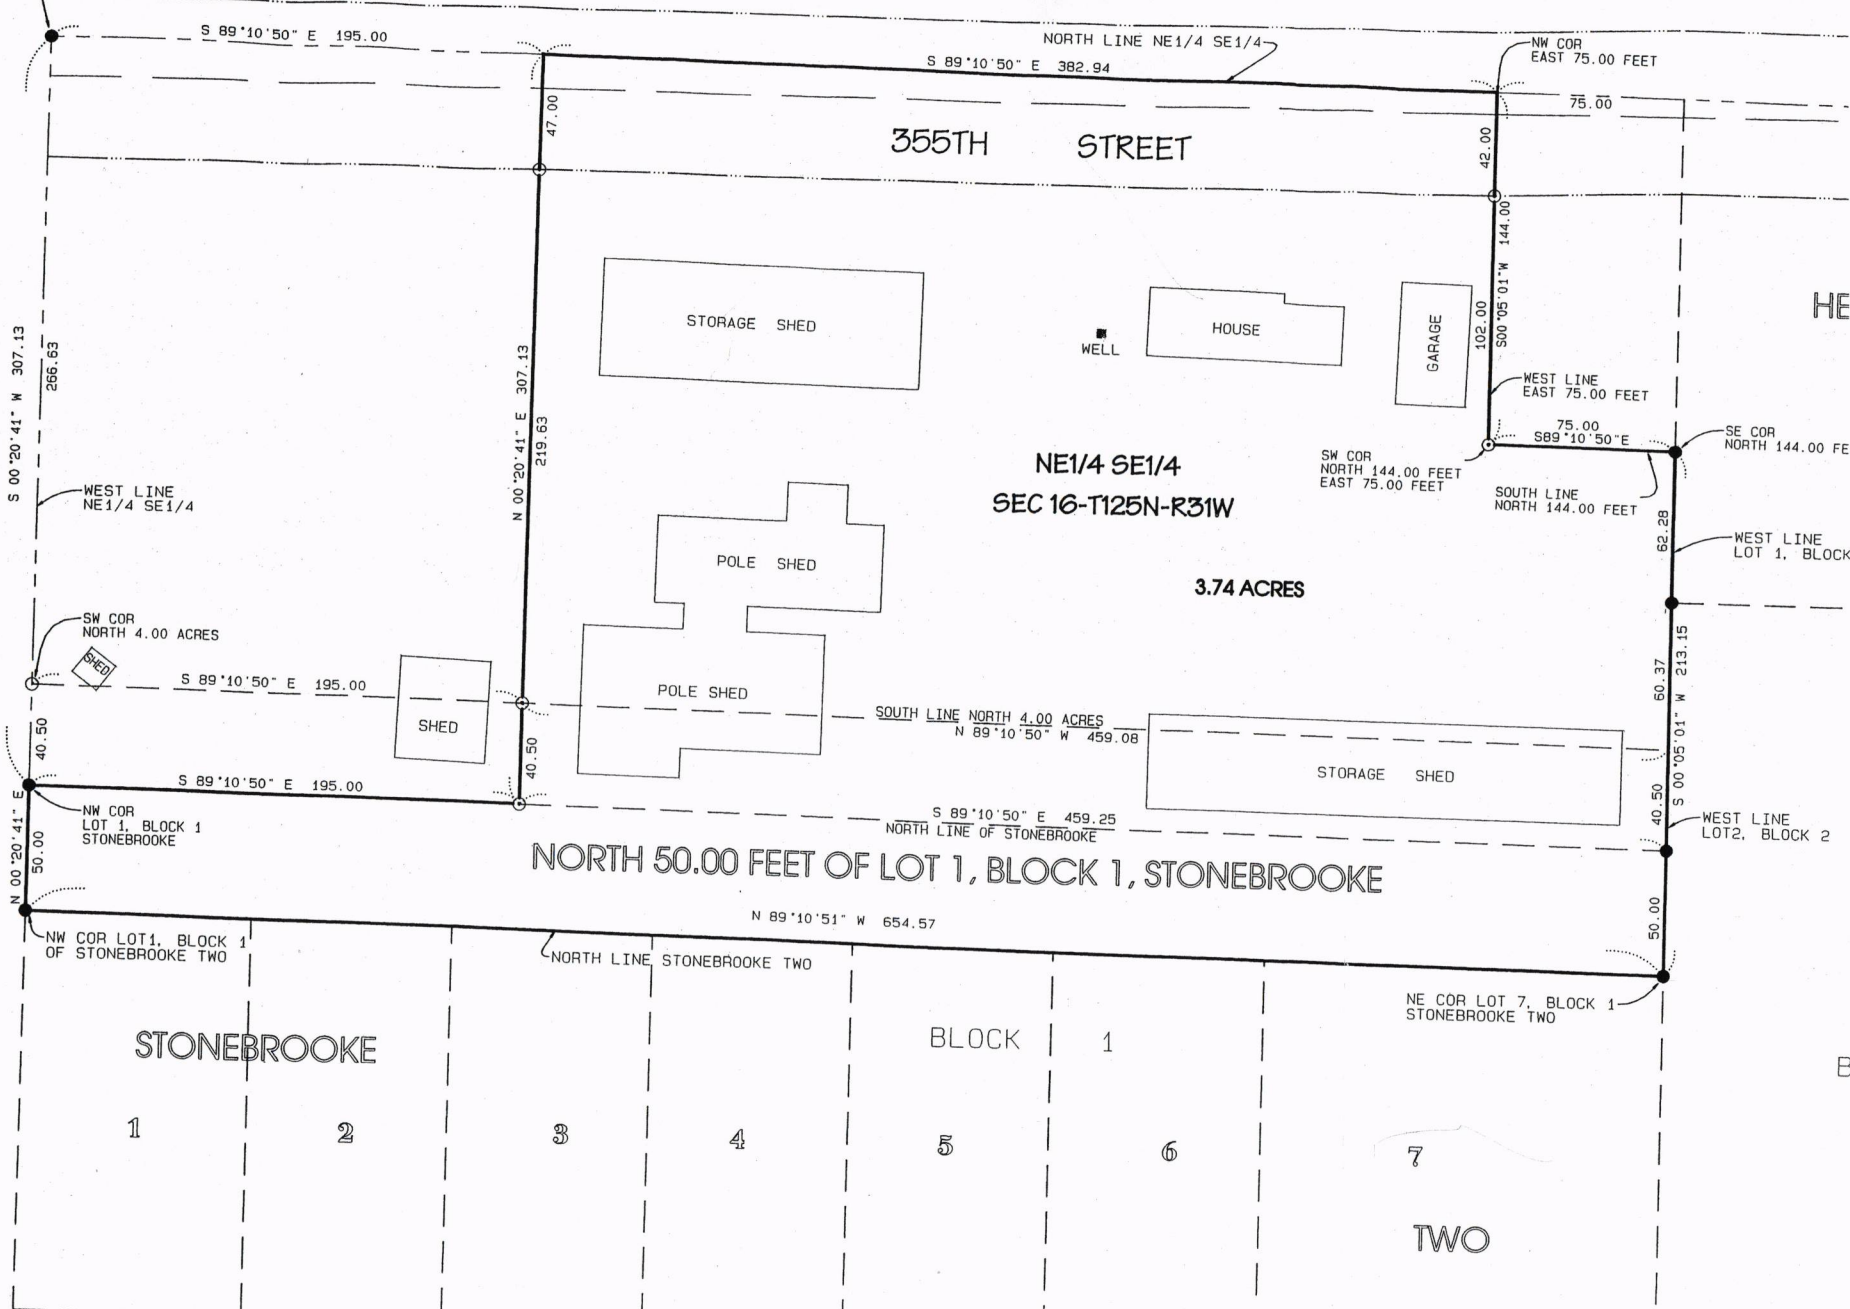 S 89°10'50" E 195.00
NORTH LINE NE1/4 SE1/4
S 89°10'50" E 382.94
NW COR
EAST 75.00 FEET
75.00
47.00
355TH STREET
42.00
S 00°20'41" W 307.13
266.63
N 00°20'41" E 307.13
219.63
STORAGE SHED
WELL
HOUSE
GARAGE
102.00
S00°05'01" W 144.00
HE
WEST LINE
EAST 75.00 FEET
75.00
S89°10'50"E
SE COR
NORTH 144.00 FE
SW COR
NORTH 144.00 FEET
EAST 75.00 FEET
SOUTH LINE
NORTH 144.00 FEET
NE1/4 SE1/4
SEC 16-T125N-R31W
WEST LINE
NE1/4 SE1/4
62.28
WEST LINE
LOT 1, BLOCK
POLE SHED
3.74 ACRES
SW COR
NORTH 4.00 ACRES
SHED
S 89°10'50" E 195.00
SHED
POLE SHED
60.37
S 00°05'01" W 213.15
SOUTH LINE NORTH 4.00 ACRES
N 89°10'50" W 459.08
40.50
40.50
STORAGE SHED
40.50
S 89°10'50" E 195.00
NW COR
LOT 1, BLOCK 1
STONEBROOKE
S 89°10'50" E 459.25
NORTH LINE OF STONEBROOKE
WEST LINE
LOT2, BLOCK 2
N 00°20'41" E
50.00
NORTH 50.00 FEET OF LOT 1, BLOCK 1, STONEBROOKE
N 89°10'51" W 654.57
50.00
NW COR LOT1, BLOCK 1
OF STONEBROOKE TWO
NORTH LINE STONEBROOKE TWO
NE COR LOT 7, BLOCK 1
STONEBROOKE TWO
STONEBROOKE
BLOCK 1
B
1
2
3
4
5
6
7
TWO